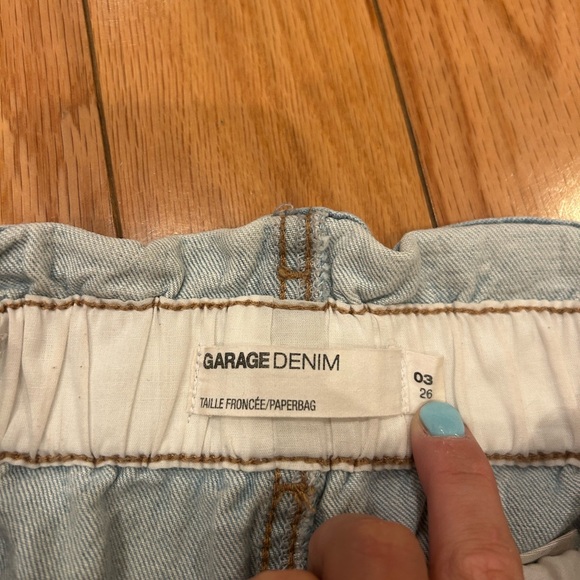 GARAGE DENIM
TAILLE FRONCÉE/PAPERBAG
03
26